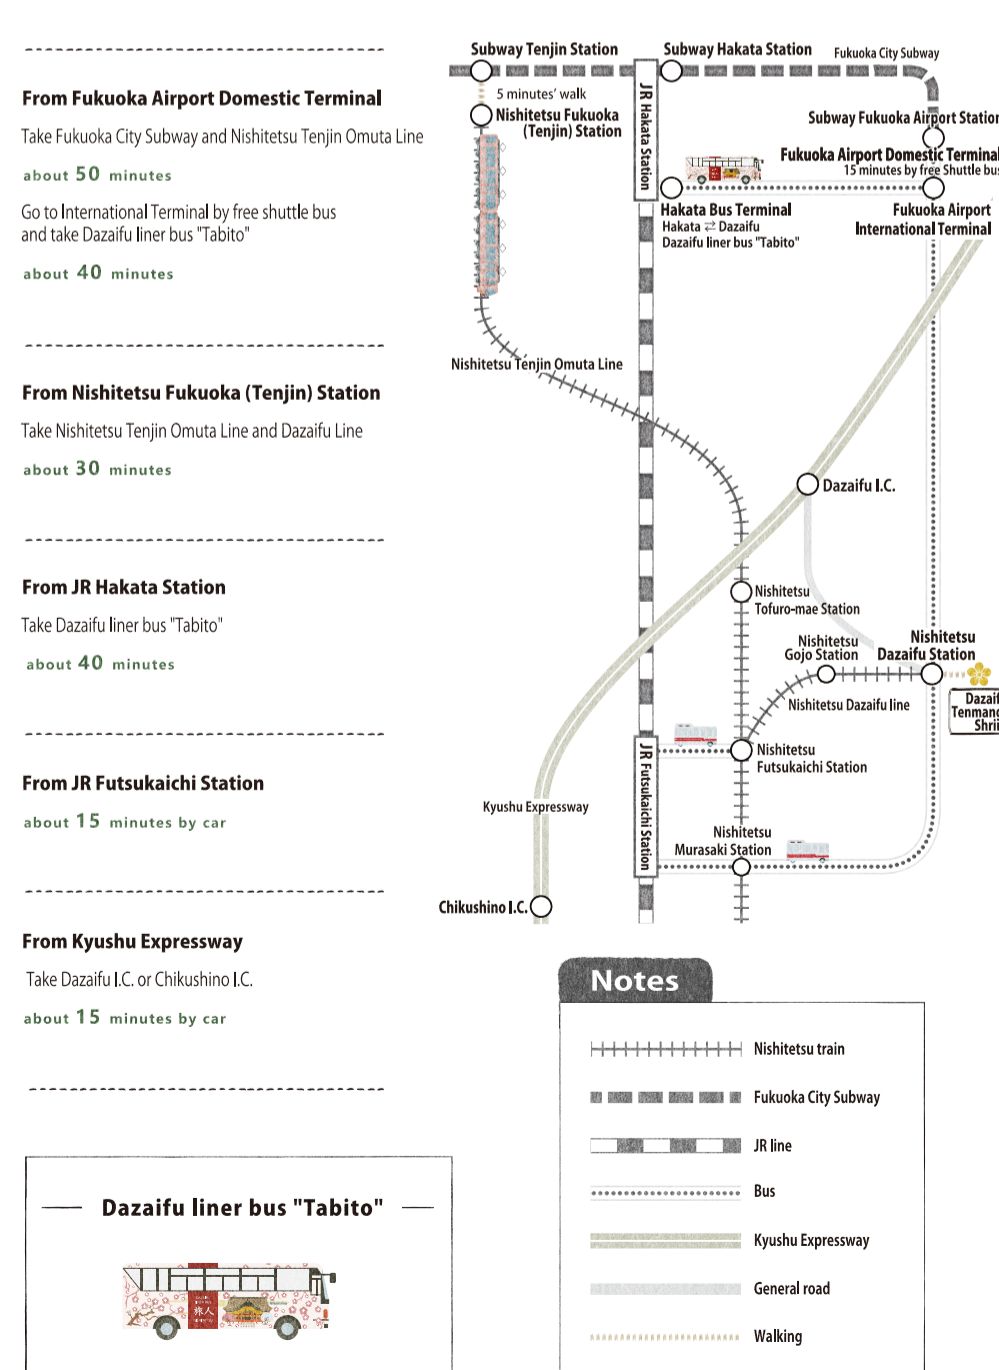 From Fukuoka Airport Domestic Terminal
Take Fukuoka City Subway and Nishitetsu Tenjin Omuta Line
about 50 minutes
Go to International Terminal by free shuttle bus
and take Dazaifu liner bus "Tabito"
about 40 minutes
From Nishitetsu Fukuoka (Tenjin) Station
Take Nishitetsu Tenjin Omuta Line and Dazaifu Line
about 30 minutes
From JR Hakata Station
Take Dazaifu liner bus "Tabito"
about 40 minutes
From JR Futsukaichi Station
about 15 minutes by car
From Kyushu Expressway
Take Dazaifu I.C. or Chikushino I.C.
about 15 minutes by car
Dazaifu liner bus "Tabito"
旅人
Subway Tenjin Station
Subway Hakata Station
Fukuoka City Subway
5 minutes' walk
Nishitetsu Fukuoka
(Tenjin) Station
JR Hakata Station
Subway Fukuoka Airport Station
Fukuoka Airport Domestic Terminal
15 minutes by free Shuttle bus
Hakata Bus Terminal
Hakata ⇄ Dazaifu
Dazaifu liner bus "Tabito"
Fukuoka Airport
International Terminal
Nishitetsu Tenjin Omuta Line
Dazaifu I.C.
Nishitetsu
Tofuro-mae Station
Nishitetsu
Gojo Station
Nishitetsu
Dazaifu Station
Nishitetsu Dazaifu line
Dazaif
Tenmang
Shri
Nishitetsu
Futsukaichi Station
JR Futsukaichi Station
Kyushu Expressway
Nishitetsu
Murasaki Station
Chikushino I.C.
Notes
Nishitetsu train
Fukuoka City Subway
JR line
Bus
Kyushu Expressway
General road
Walking